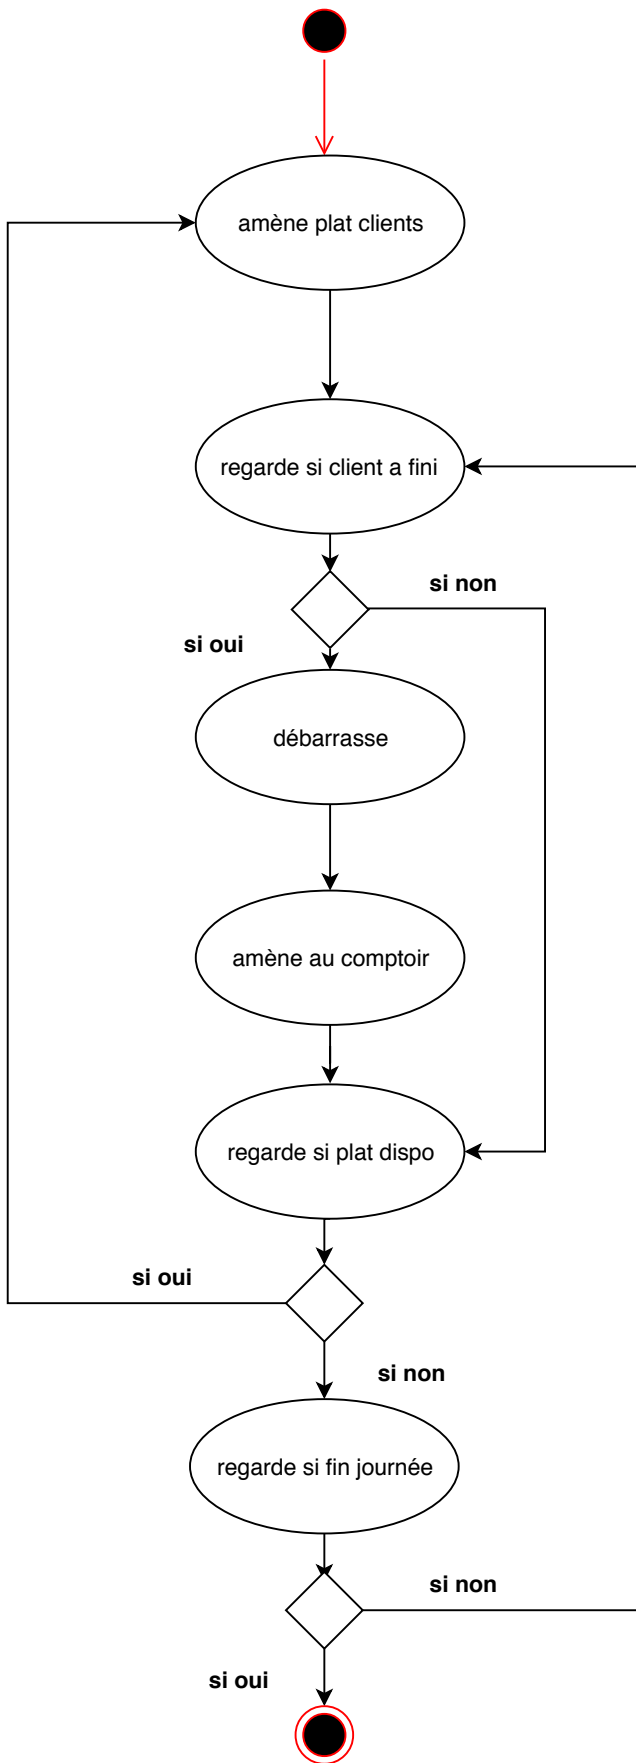 amène plat clients
regarde si client a fini
si non
si oui
débarrasse
amène au comptoir
regarde si plat dispo
si oui
si non
regarde si fin journée
si non
si oui